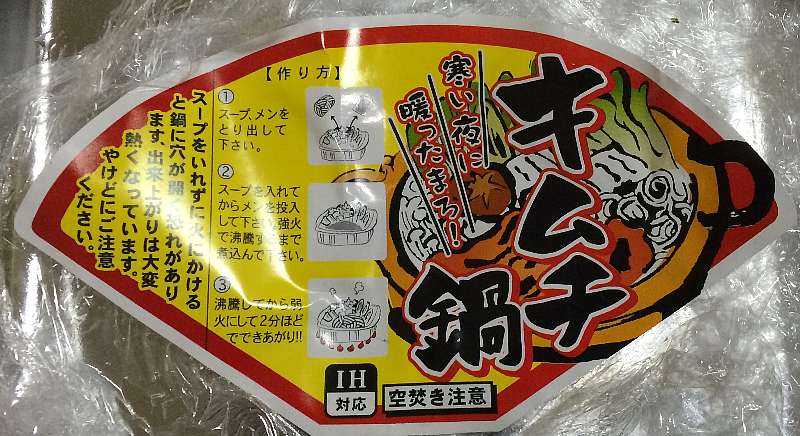 キムチ鍋
寒い夜に
暖ったまろ!
【作り方】
①
スープ、メンを
とり出して
下さい。
②
スープを入れて
からメンを投入
して下さい。強火
で沸騰するまで
煮込んで下さい。
③
沸騰してから弱
火にして2分ほど
でできあがり!!
スープをいれずに火にかける
と鍋に穴が開く恐れがあり
ます、出来上がりは大変
熱くなっています。
やけどにご注意
ください。
IH
対応
空焚き注意